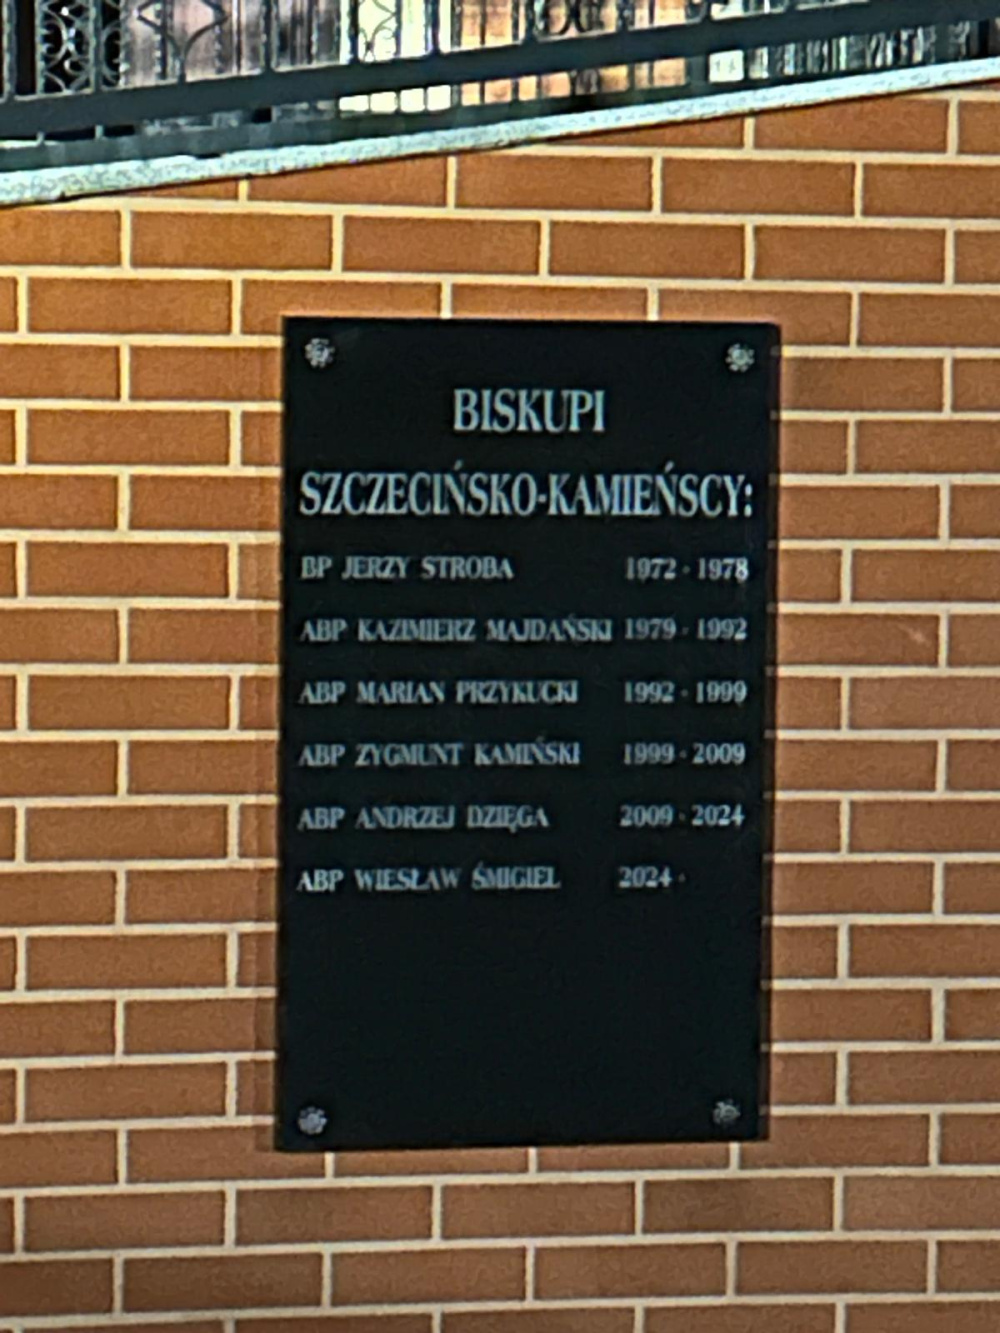 BISKUPI
SZCZECIŃSKO-KAMIEŃSCY:
BP JERZY STROBA 1972 - 1978
ABP KAZIMIERZ MAJDAŃSKI 1979 - 1992
ABP MARIAN PRZYKUCKI 1992 - 1999
ABP ZYGMUNT KAMIŃSKI 1999 - 2009
ABP ANDRZEJ DZIĘGA 2009 - 2024
ABP WIESŁAW ŚMIGIEL 2024 -